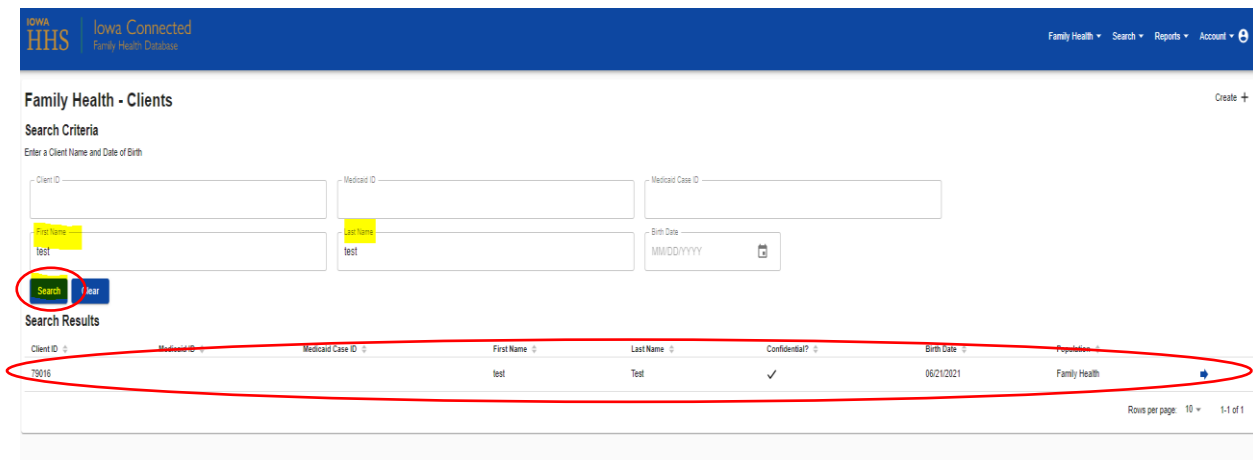 IOWA
HHS
Iowa Connected
Family Health Database
Family Health Search Reports Account
Family Health - Clients
Create +
Search Criteria
Enter a Client Name and Date of Birth
Client ID Medicaid ID Medicaid Case ID
First Name Last Name Birth Date
test test MM/DD/YYYY
Search Clear
Search Results
Client ID Medicaid ID Medicaid Case ID First Name Last Name Confidential? Birth Date Population
79016 test Test ✓ 06/21/2021 Family Health
Rows per page: 10 1-1 of 1